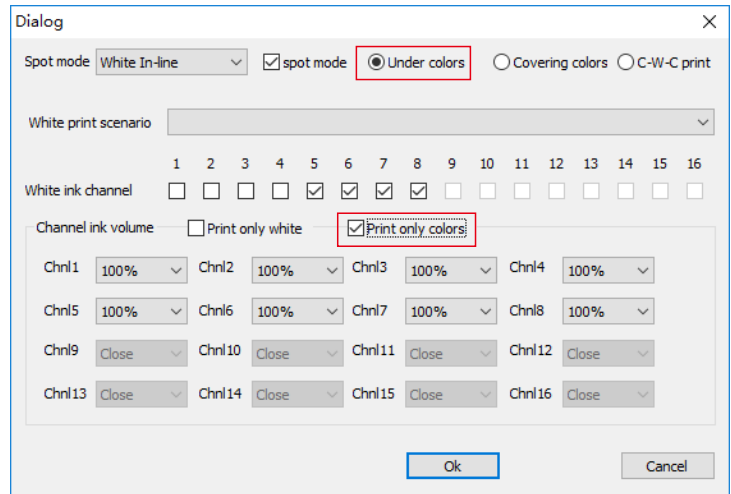 Dialog
Spot mode White In-line spot mode Under colors Covering colors C-W-C print
White print scenario
1 2 3 4 5 6 7 8 9 10 11 12 13 14 15 16
White ink channel
Channel ink volume Print only white Print only colors
Chnl1 100% Chnl2 100% Chnl3 100% Chnl4 100%
Chnl5 100% Chnl6 100% Chnl7 100% Chnl8 100%
Chnl9 Close Chnl10 Close Chnl11 Close Chnl12 Close
Chnl13 Close Chnl14 Close Chnl15 Close Chnl16 Close
Ok Cancel